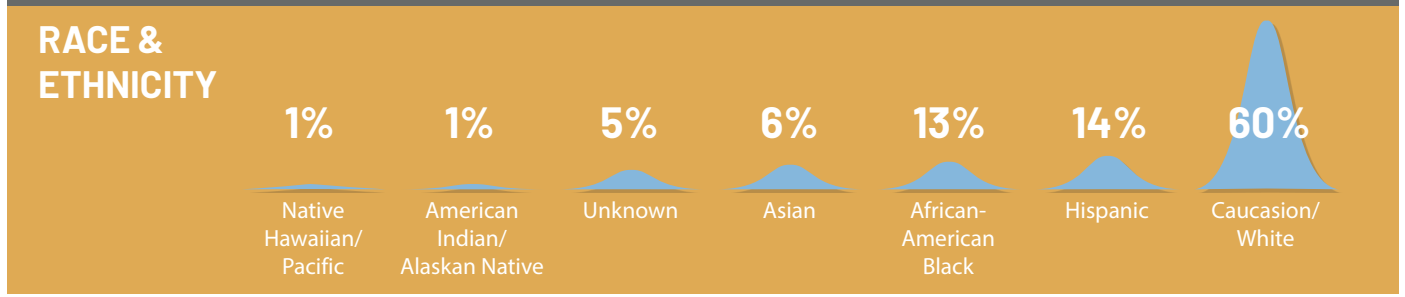 RACE &
ETHNICITY
1%
1%
5%
6%
13%
14%
60%
Native
Hawaiian/
Pacific
American
Indian/
Alaskan Native
Unknown
Asian
African-
American
Black
Hispanic
Caucasion/
White